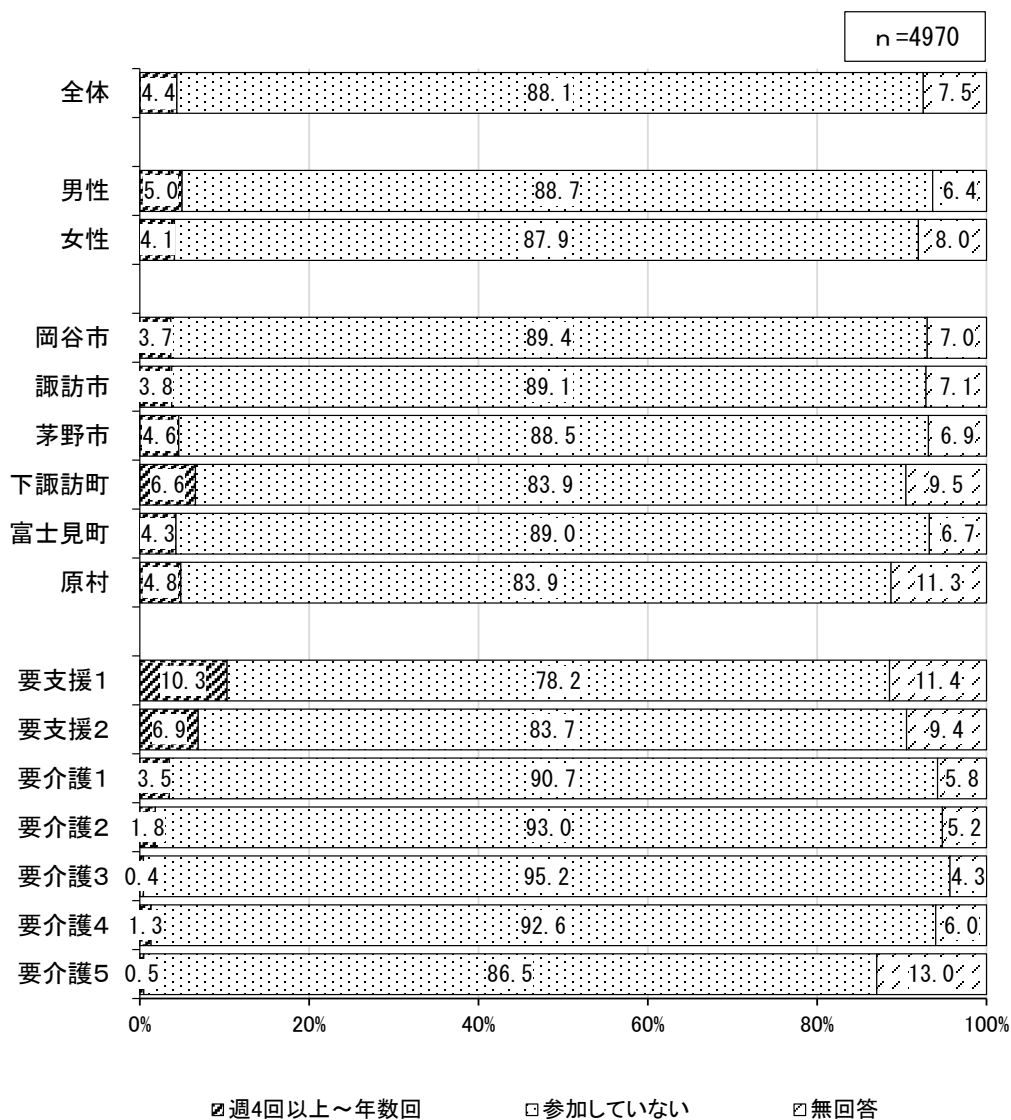 ｎ=4970
全体 4.4 88.1 7.5
男性 5.0 88.7 6.4
女性 4.1 87.9 8.0
岡谷市 3.7 89.4 7.0
諏訪市 3.8 89.1 7.1
茅野市 4.6 88.5 6.9
下諏訪町 6.6 83.9 9.5
富士見町 4.3 89.0 6.7
原村 4.8 83.9 11.3
要支援１ 10.3 78.2 11.4
要支援２ 6.9 83.7 9.4
要介護１ 3.5 90.7 5.8
要介護２ 1.8 93.0 5.2
要介護３ 0.4 95.2 4.3
要介護４ 1.3 92.6 6.0
要介護５ 0.5 86.5 13.0
0% 20% 40% 60% 80% 100%
週4回以上～年数回 参加していない 無回答